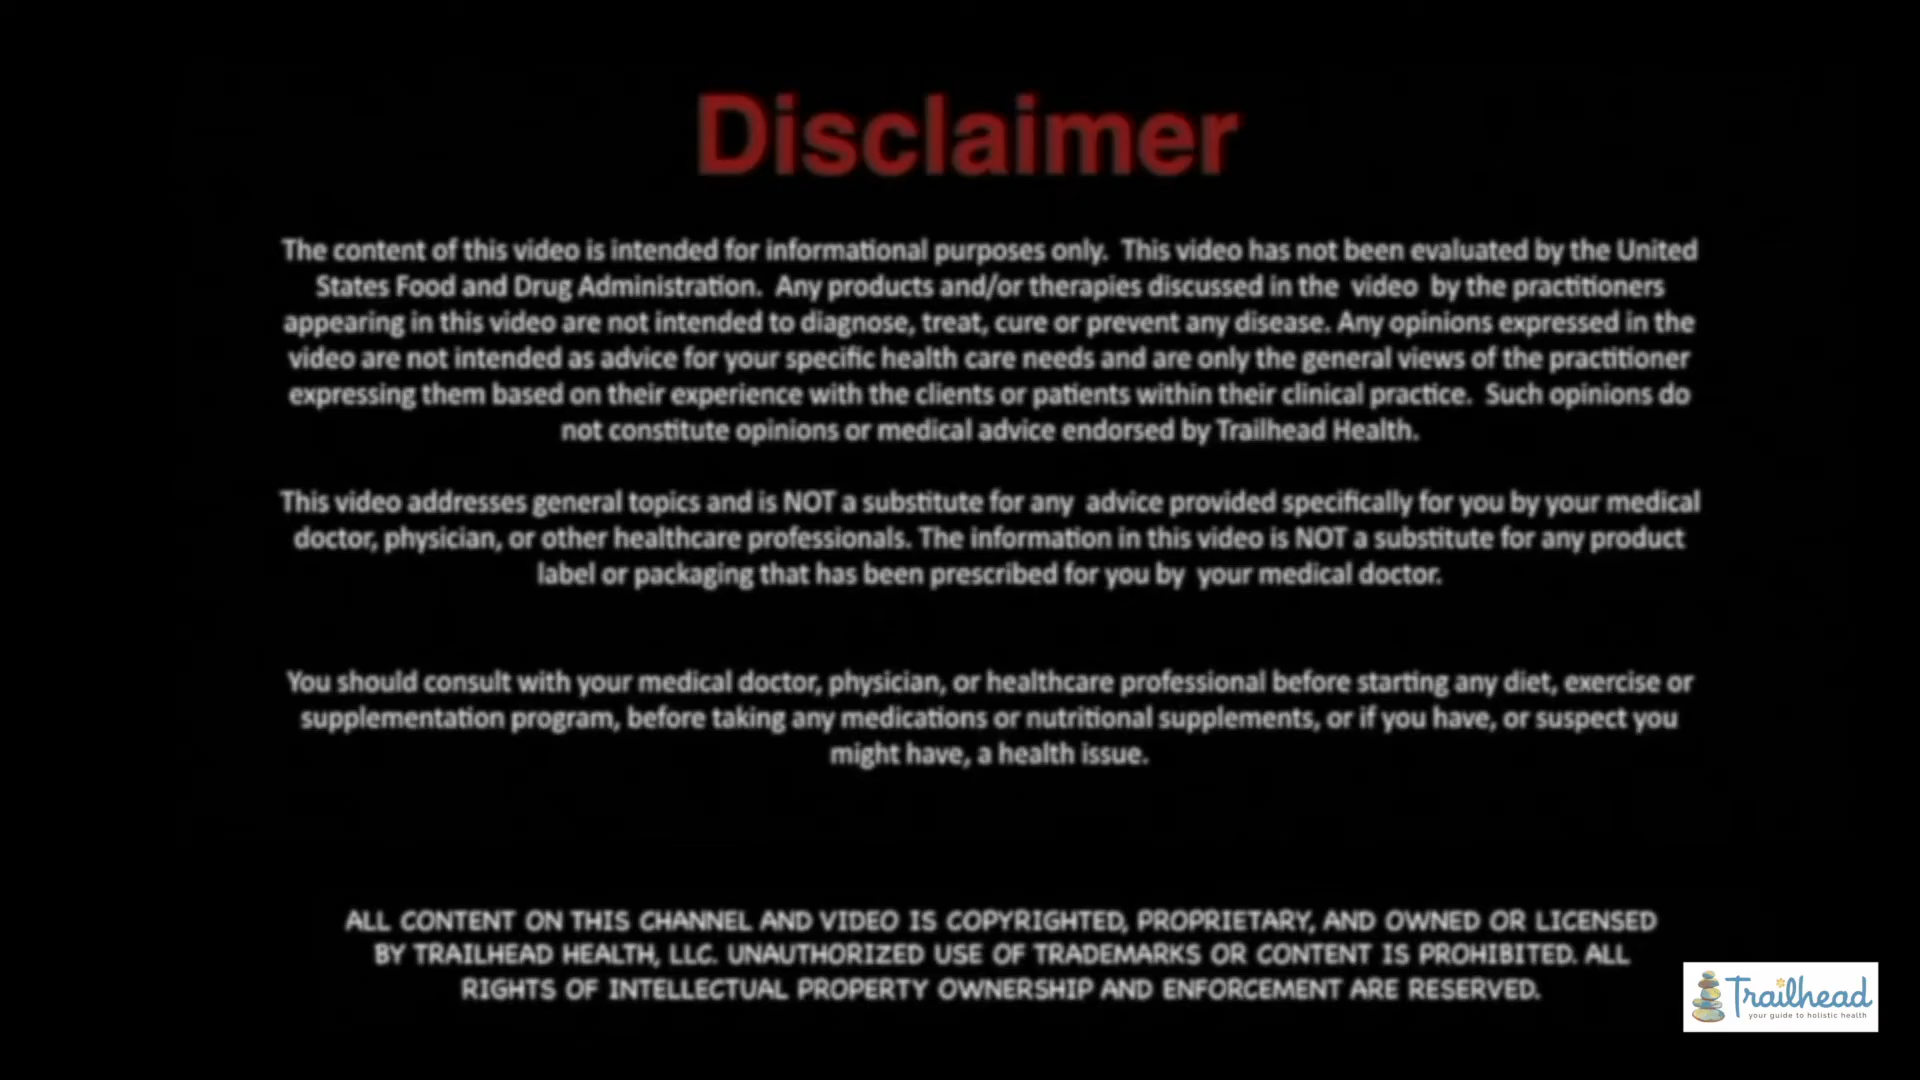 Disclaimer
The content of this video is intended for informational purposes only.  This video has not been evaluated by the United
States Food and Drug Administration.  Any products and/or therapies discussed in the  video  by the practitioners
appearing in this video are not intended to diagnose, treat, cure or prevent any disease. Any opinions expressed in the
video are not intended as advice for your specific health care needs and are only the general views of the practitioner
expressing them based on their experience with the clients or patients within their clinical practice.  Such opinions do
not constitute opinions or medical advice endorsed by Trailhead Health.
This video addresses general topics and is NOT a substitute for any  advice provided specifically for you by your medical
doctor, physician, or other healthcare professionals. The information in this video is NOT a substitute for any product
label or packaging that has been prescribed for you by  your medical doctor.
You should consult with your medical doctor, physician, or healthcare professional before starting any diet, exercise or
supplementation program, before taking any medications or nutritional supplements, or if you have, or suspect you
might have, a health issue.
ALL CONTENT ON THIS CHANNEL AND VIDEO IS COPYRIGHTED, PROPRIETARY, AND OWNED OR LICENSED
BY TRAILHEAD HEALTH, LLC. UNAUTHORIZED USE OF TRADEMARKS OR CONTENT IS PROHIBITED. ALL
RIGHTS OF INTELLECTUAL PROPERTY OWNERSHIP AND ENFORCEMENT ARE RESERVED.
Trailhead
your guide to holistic health